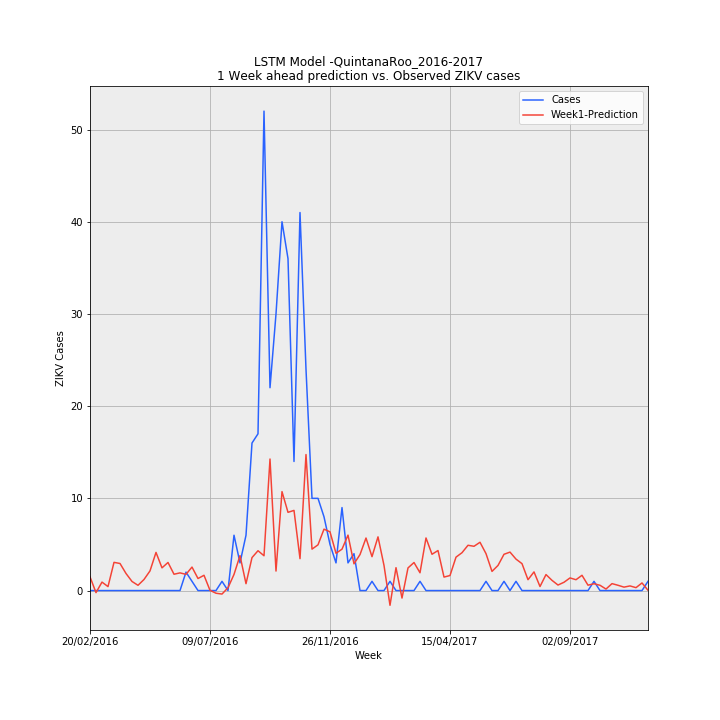 LSTM Model -QuintanaRoo_2016-2017
1 Week ahead prediction vs. Observed ZIKV cases
Cases
Week1-Prediction
50
40
30
20
10
0
ZIKV Cases
20/02/2016
09/07/2016
26/11/2016
15/04/2017
02/09/2017
Week